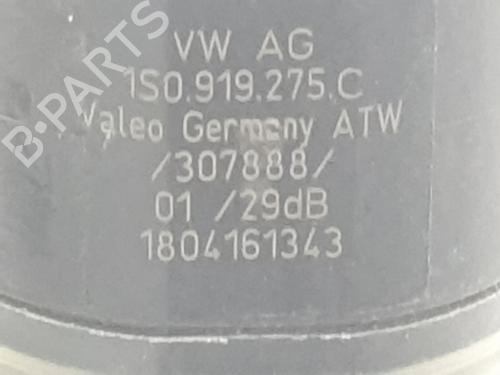 B-PARTS
VW AG
1S0.919.275.C
Valeo Germany ATW
/307888/
01 /29dB
1804161343